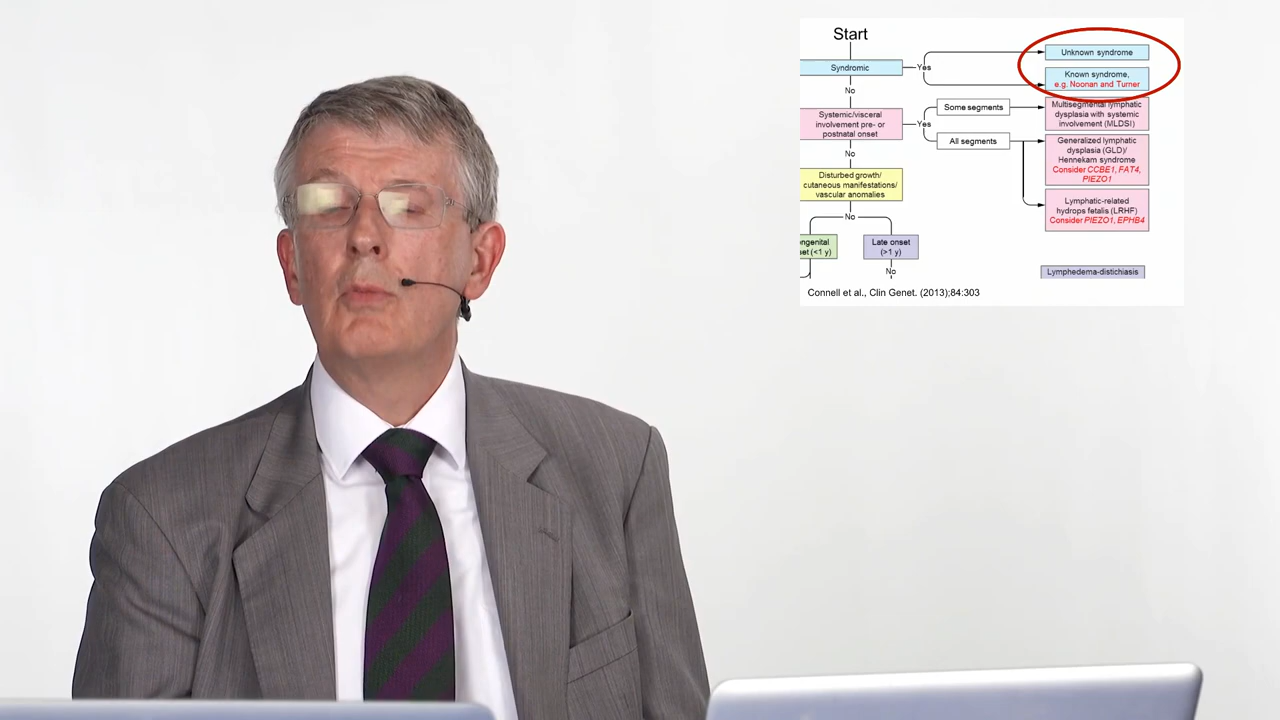 Start
Syndromic
Yes
Unknown syndrome
Known syndrome,
e.g. Noonan and Turner
No
Systemic/visceral
involvement pre- or
postnatal onset
Yes
Some segments
Multisegmental lymphatic
dysplasia with systemic
involvement (MLDSI)
All segments
Generalized lymphatic
dysplasia (GLD)/
Hennekam syndrome
Consider CCBE1, FAT4,
PIEZO1
No
Disturbed growth/
cutaneous manifestations/
vascular anomalies
Lymphatic-related
hydrops fetalis (LRHF)
Consider PIEZO1, EPHB4
No
ongenital
set (<1 y)
Late onset
(>1 y)
No
Lymphedema-distichiasis
Connell et al., Clin Genet. (2013);84:303